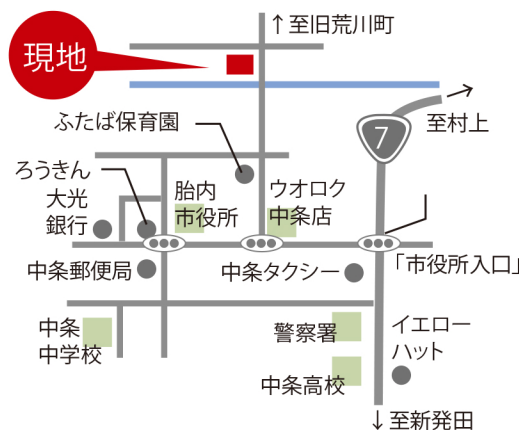 ↑至旧荒川町
現地
至村上
7
ふたば保育園
ろうきん
大光
銀行
胎内
市役所
ウオロク
中条店
中条郵便局
中条タクシー
「市役所入口」
中条
中学校
警察署
イエロー
ハット
中条高校
↓至新発田